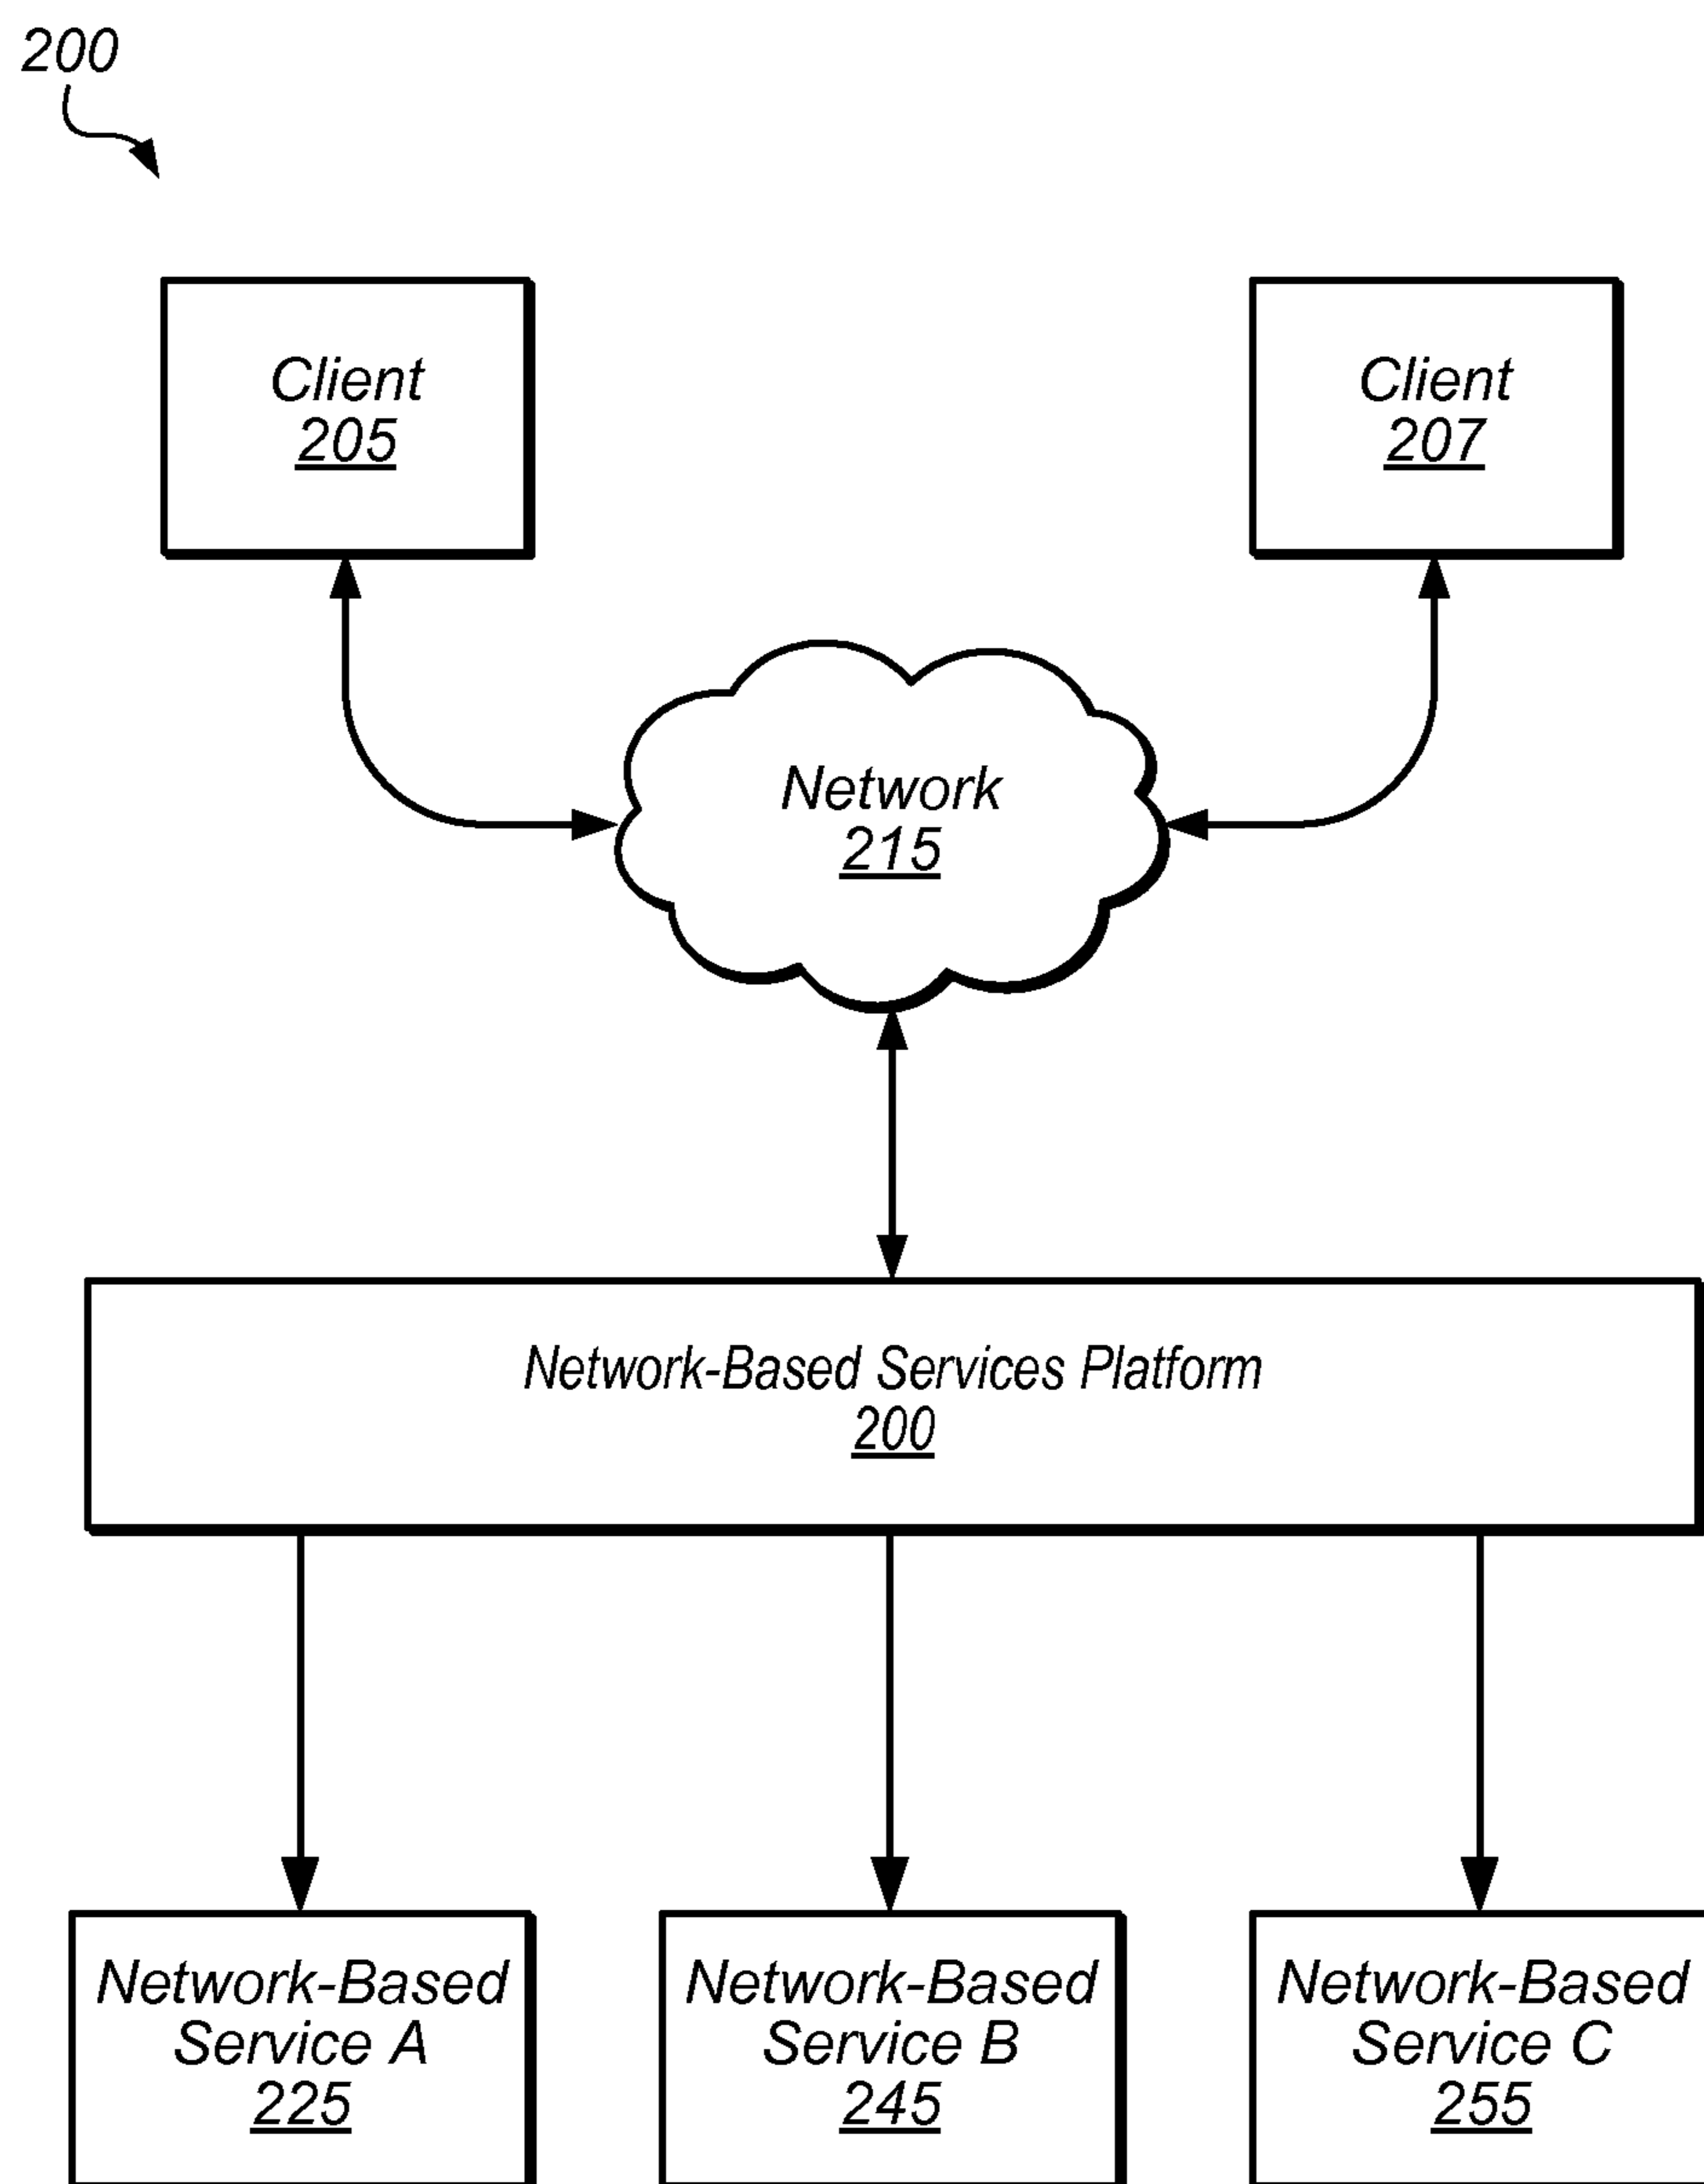 200
Client
205
Client
207
Network
215
Network-Based Services Platform
200
Network-Based
Service A
225
Network-Based
Service B
245
Network-Based
Service C
255